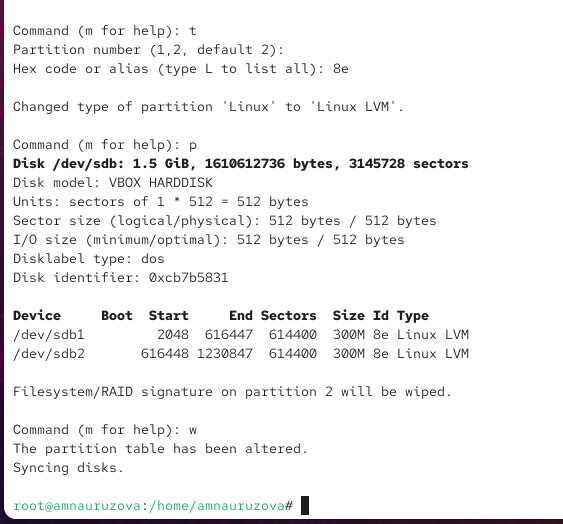 Command (m for help): t
Partition number (1,2, default 2):
Hex code or alias (type L to list all): 8e
Changed type of partition 'Linux' to 'Linux LVM'.
Command (m for help): p
Disk /dev/sdb: 1.5 GiB, 1610612736 bytes, 3145728 sectors
Disk model: VBOX HARDDISK
Units: sectors of 1 * 512 = 512 bytes
Sector size (logical/physical): 512 bytes / 512 bytes
I/O size (minimum/optimal): 512 bytes / 512 bytes
Disklabel type: dos
Disk identifier: 0xcb7b5831
Device     Boot  Start     End Sectors  Size Id Type
/dev/sdb1         2048  616447  614400  300M 8e Linux LVM
/dev/sdb2       616448 1230847  614400  300M 8e Linux LVM
Filesystem/RAID signature on partition 2 will be wiped.
Command (m for help): w
The partition table has been altered.
Syncing disks.
root@amnauruzova:/home/amnauruzova#